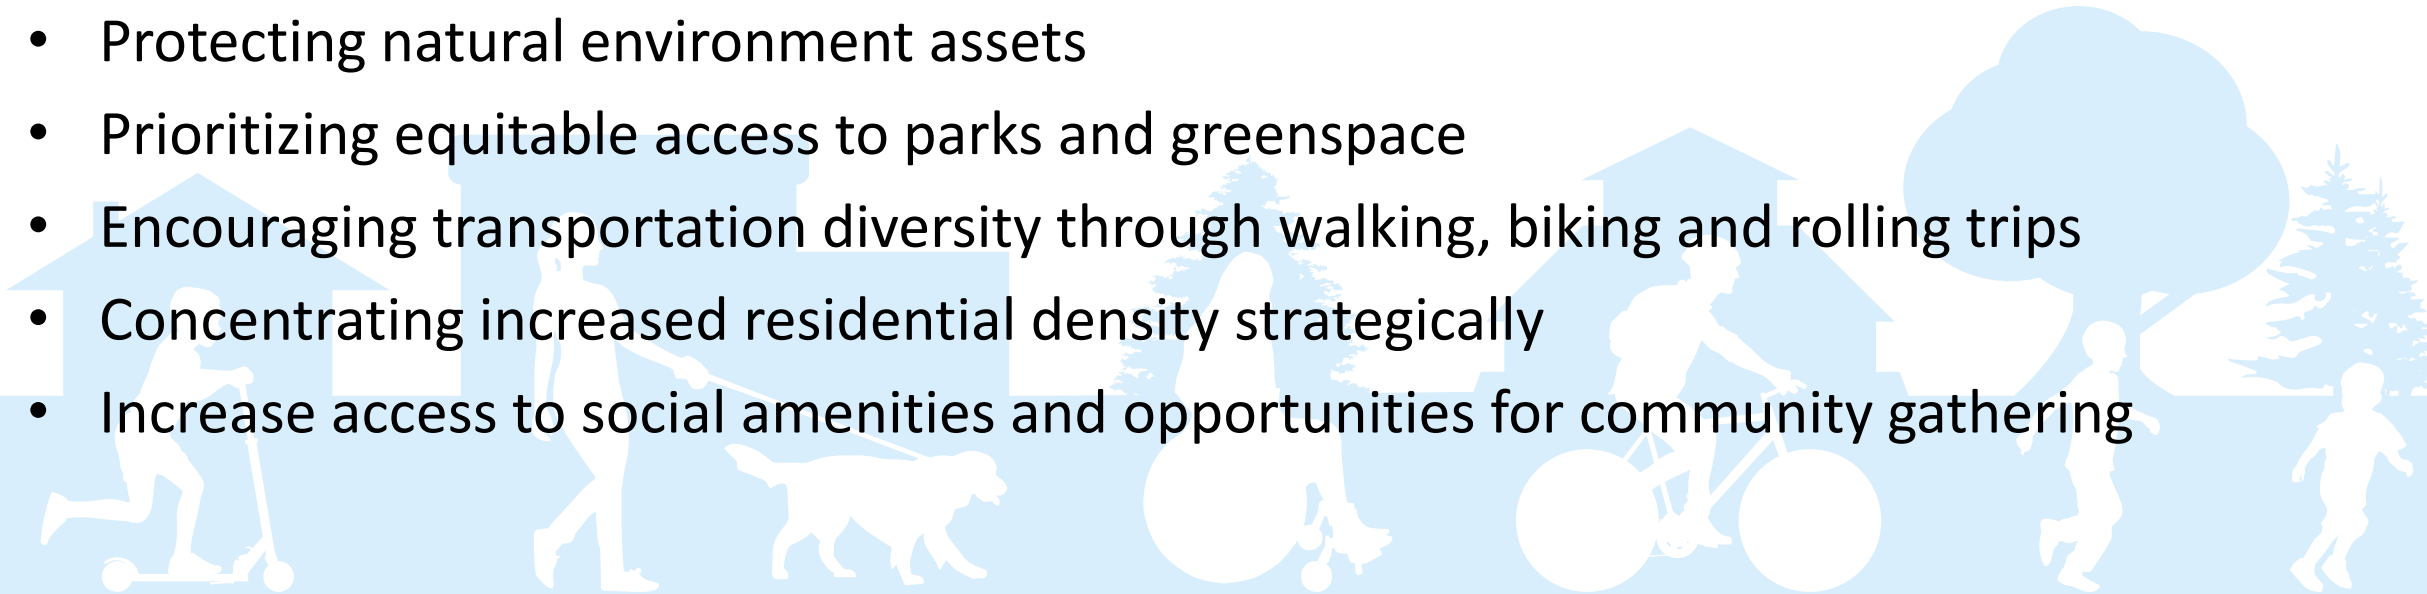 • Protecting natural environment assets
• Prioritizing equitable access to parks and greenspace
• Encouraging transportation diversity through walking, biking and rolling trips
• Concentrating increased residential density strategically
• Increase access to social amenities and opportunities for community gathering